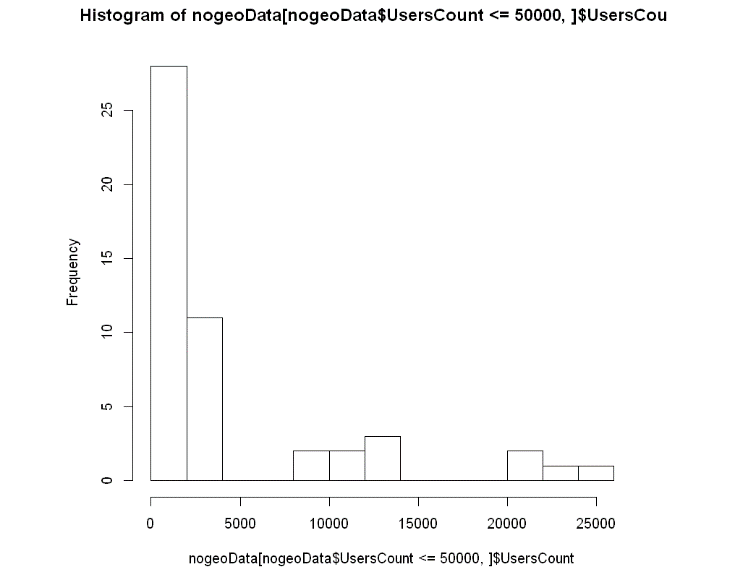 Histogram of nogeoData[nogeoData$UsersCount <= 50000, ]$UsersCou
25
20
15
10
5
0
Frequency
0 5000 10000 15000 20000 25000
nogeoData[nogeoData$UsersCount <= 50000, ]$UsersCount